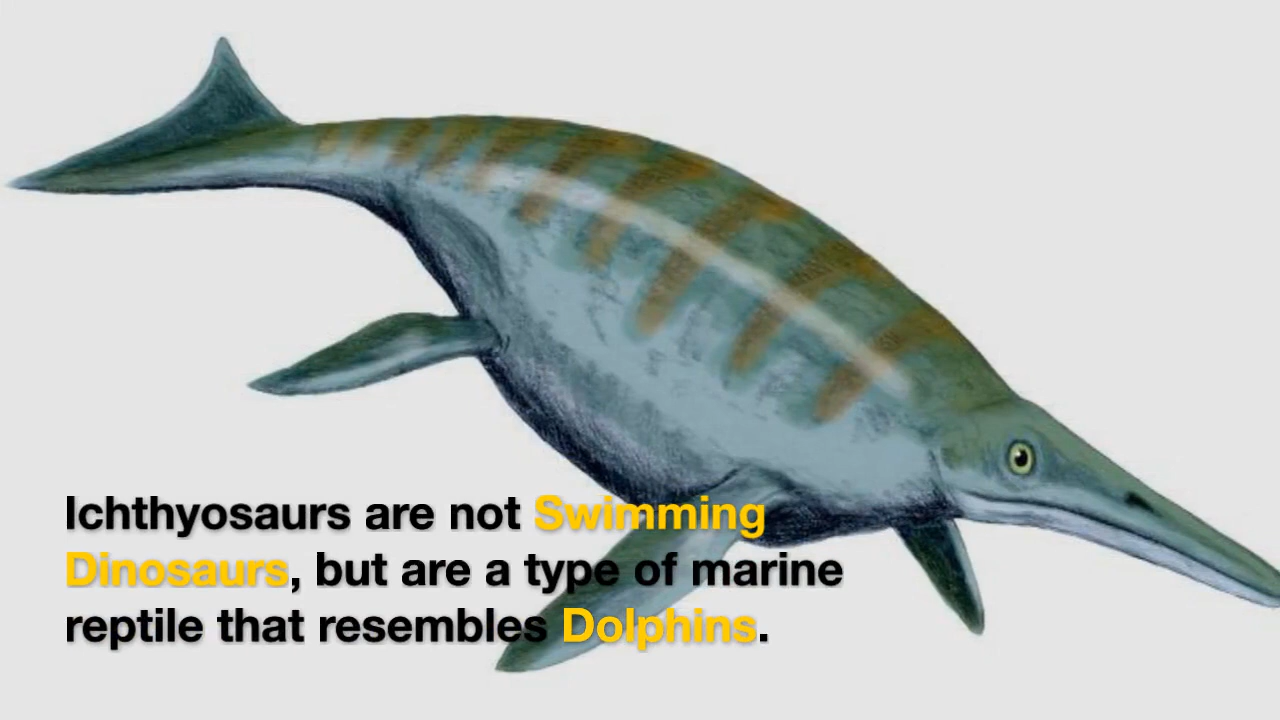 Ichthyosaurs are not Swimming
Dinosaurs, but are a type of marine
reptile that resembles Dolphins.